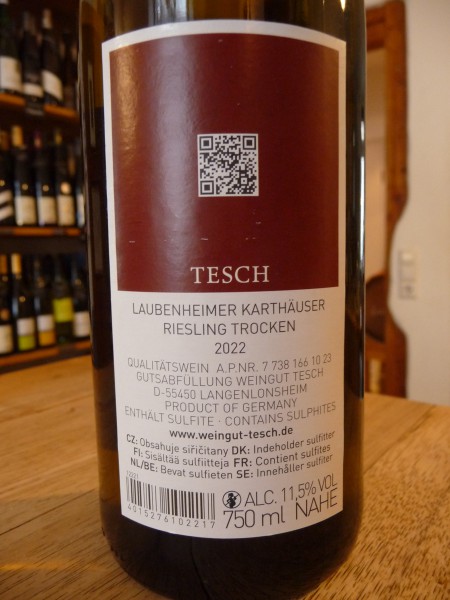 TESCH
LAUBENHEIMER KARTHÄUSER
RIESLING TROCKEN
2022
QUALITÄTSWEIN A.P.NR. 7 738 166 10 23
GUTSABFÜLLUNG WEINGUT TESCH
D-55450 LANGENLONSHEIM
PRODUCT OF GERMANY
ENTHÄLT SULFITE · CONTAINS SULPHITES
www.weingut-tesch.de
CZ: Obsahuje siřičitany DK: Indeholder sulfitter
FI: Sisältää sulfiitteja FR: Contient sulfites
NL/BE: Bevat sulfieten SE: Innehåller sulfiter
4015276102217
ALC. 11,5% VOL
750 ml NAHE